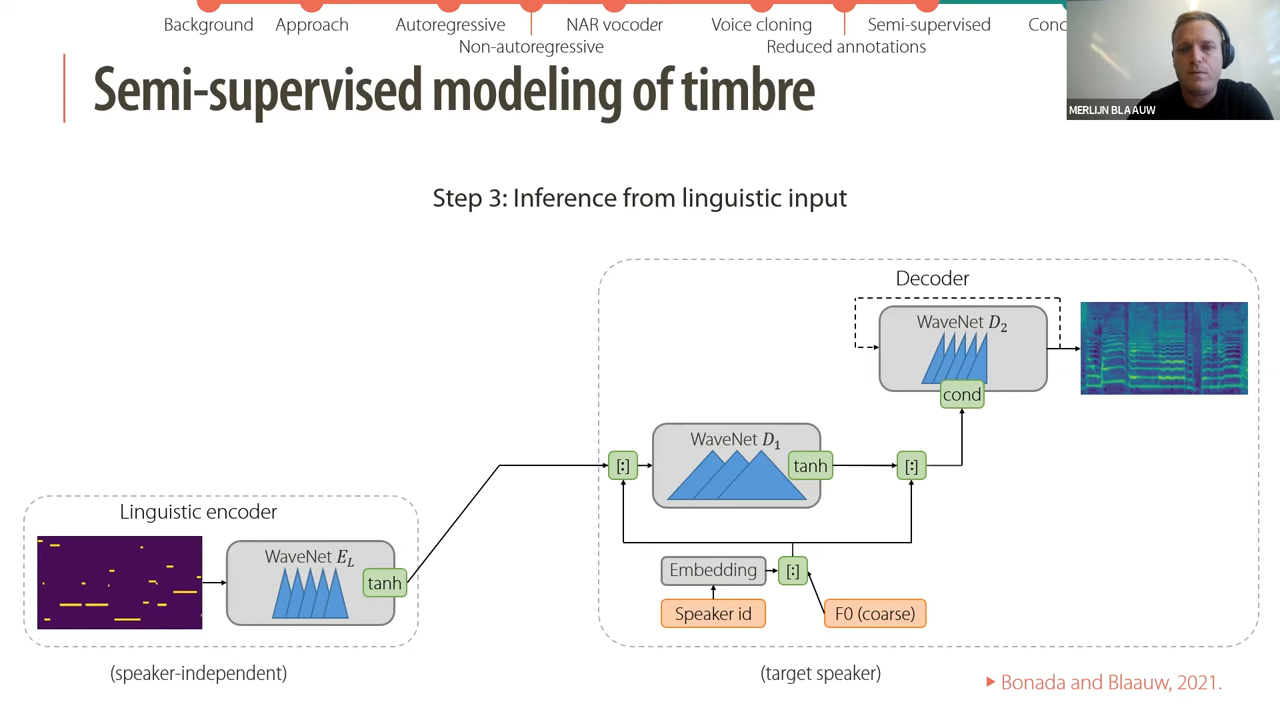 Background
Approach
Autoregressive
Non-autoregressive
NAR vocoder
Voice cloning
Reduced annotations
Semi-supervised
Conc
MERLIJN BLAAUW
Semi-supervised modeling of timbre
Step 3: Inference from linguistic input
Decoder
WaveNet D₂
cond
WaveNet D₁
[:]
tanh
[:]
Linguistic encoder
WaveNet E_L
tanh
Embedding
[:]
Speaker id
F0 (coarse)
(speaker-independent)
(target speaker)
Bonada and Blaauw, 2021.